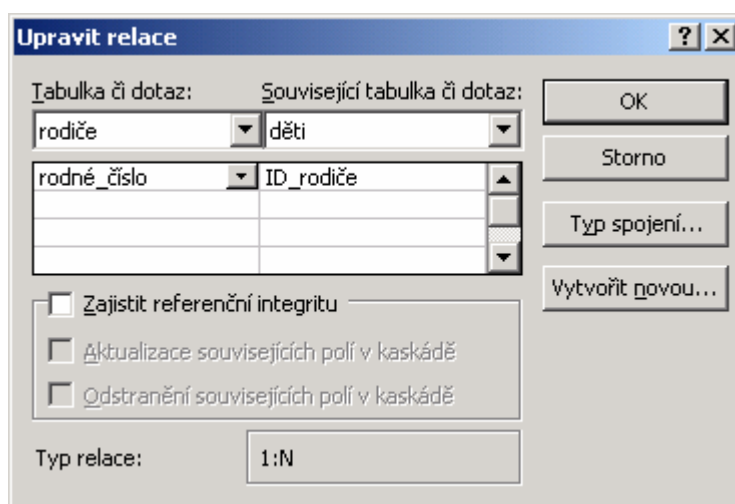 Upravit relace
Tabulka či dotaz: Související tabulka či dotaz:
rodiče děti
rodné_číslo ID_rodiče
OK
Storno
Typ spojení...
Vytvořit novou...
Zajistit referenční integritu
Aktualizace souvisejících polí v kaskádě
Odstranění souvisejících polí v kaskádě
Typ relace: 1:N